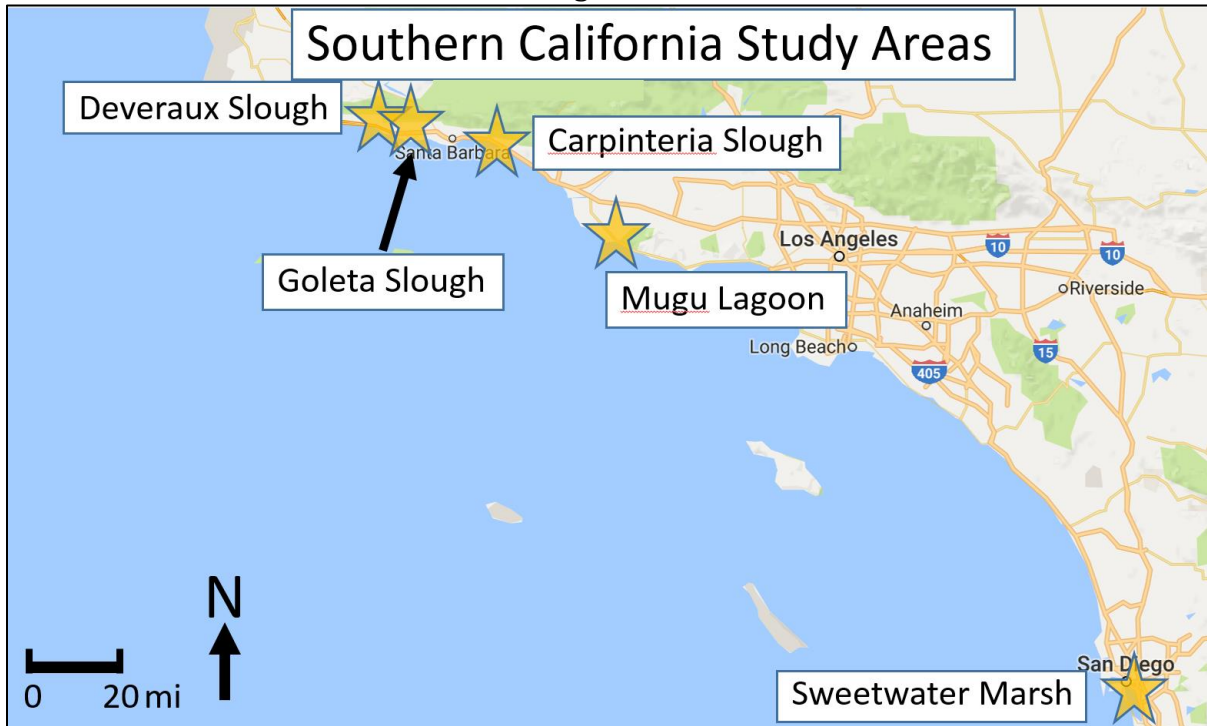 Southern California Study Areas
Deveraux Slough
Santa Barbara
Carpinteria Slough
Goleta Slough
Los Angeles
10
10
Mugu Lagoon
Riverside
Anaheim
Long Beach
15
405
N
San Diego
0 20 mi
Sweetwater Marsh